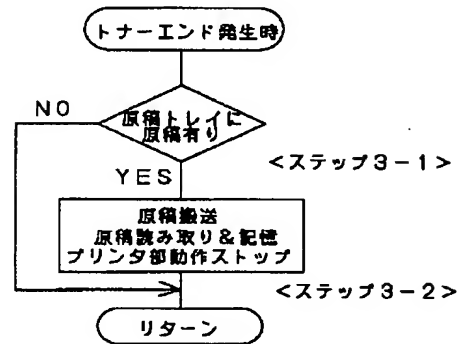 トナーエンド発生時
NO
原稿トレイに
原稿有り
<ステップ3-1>
YES
原稿搬送
原稿読み取り&記憶
プリンタ部動作ストップ
<ステップ3-2>
リターン